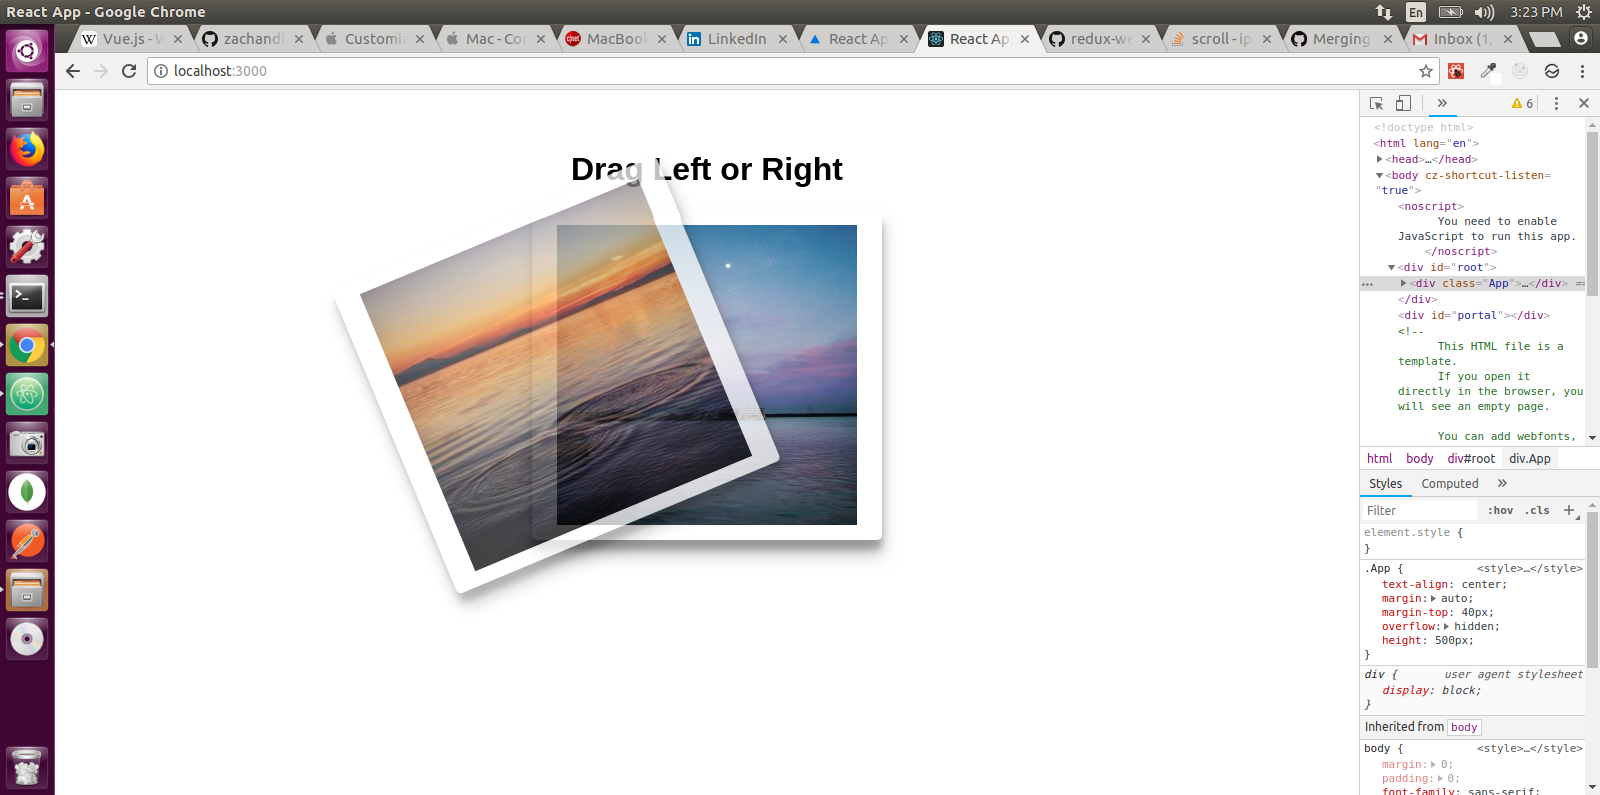 React App - Google Chrome
En
3:23 PM
Vue.js - W
zachandl
Customiz
Mac - Cor
cnet
MacBook
LinkedIn
React Ap
React Ap
redux-we
scroll - ip
Merging
Inbox (1,
localhost:3000
Drag Left or Right
6
<!doctype html>
<html lang="en">
<head>…</head>
<body cz-shortcut-listen=
"true">
<noscript>
You need to enable
JavaScript to run this app.
</noscript>
<div id="root">
<div class="App">…</div> ==
</div>
<div id="portal"></div>
<!--
This HTML file is a
template.
If you open it
directly in the browser, you
will see an empty page.
You can add webfonts,
html body div#root div.App
Styles Computed
Filter :hov .cls
element.style {
}
.App { <style>…</style>
text-align: center;
margin: auto;
margin-top: 40px;
overflow: hidden;
height: 500px;
}
div { user agent stylesheet
display: block;
}
Inherited from body
body { <style>…</style>
margin: 0;
padding: 0;
font-family: sans-serif;